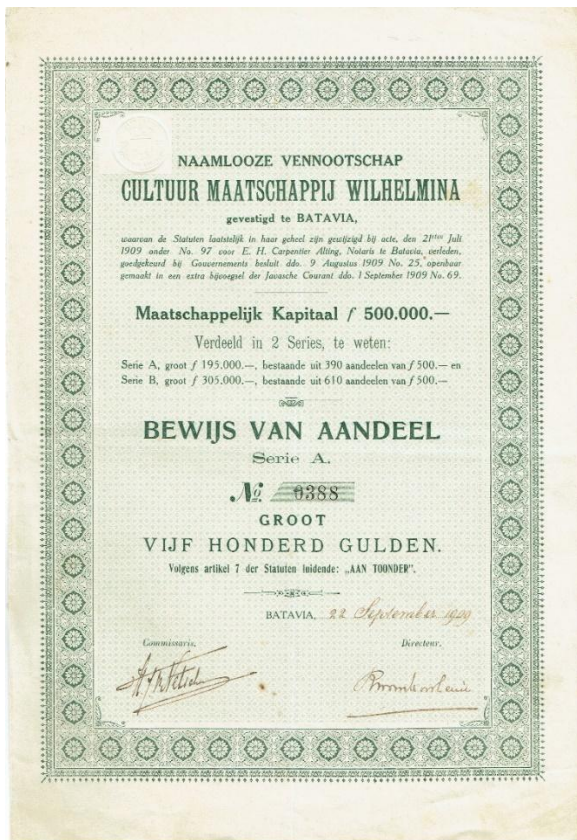 NAAMLOOZE VENNOOTSCHAP
CULTUUR MAATSCHAPPIJ WILHELMINA
gevestigd te BATAVIA,
waarvan de Statuten laatstelijk in haar geheel zijn gewijzigd bij acte, den 21sten Juli
1909 onder No. 97 voor E. H. Carpentier Alting, Notaris te Batavia, verleden,
goedgekeurd bij Gouvernements besluit ddo. 9 Augustus 1909 No. 25, openbaar
gemaakt in een extra bijvoegsel der Javasche Courant ddo. 1 September 1909 No. 69.
Maatschappelijk Kapitaal ƒ 500.000.—
Verdeeld in 2 Series, te weten:
Serie A, groot ƒ 195.000.—, bestaande uit 390 aandeelen van ƒ 500.— en
Serie B, groot ƒ 305.000.—, bestaande uit 610 aandeelen van ƒ 500.—
BEWIJS VAN AANDEEL
Serie A.
No. 0388
GROOT
VIJF HONDERD GULDEN.
Volgens artikel 7 der Statuten luidende: „AAN TOONDER".
BATAVIA, 22 September 1909
Commissaris. Directeur.